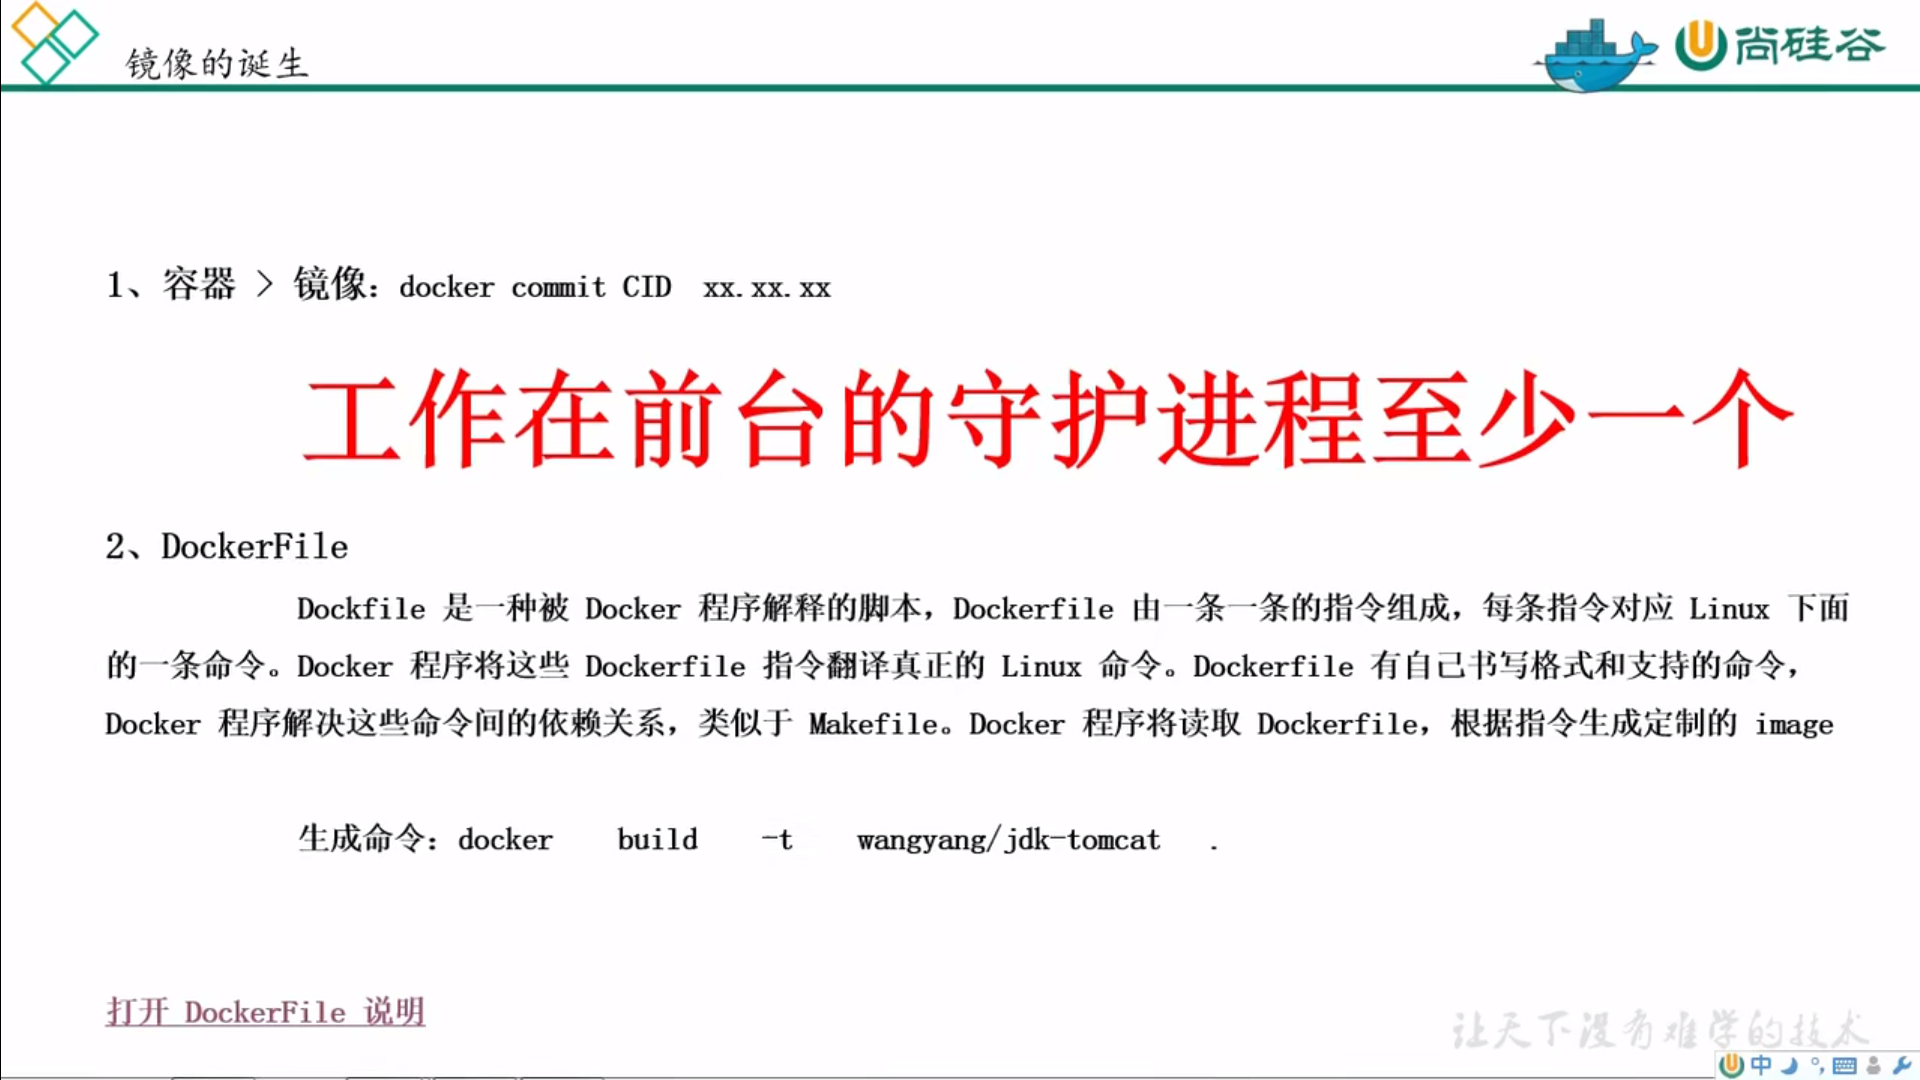 镜像的诞生
尚硅谷
1、容器 > 镜像：docker commit CID xx.xx.xx
工作在前台的守护进程至少一个
2、DockerFile
Dockfile 是一种被 Docker 程序解释的脚本，Dockerfile 由一条一条的指令组成，每条指令对应 Linux 下面
的一条命令。Docker 程序将这些 Dockerfile 指令翻译真正的 Linux 命令。Dockerfile 有自己书写格式和支持的命令，
Docker 程序解决这些命令间的依赖关系，类似于 Makefile。Docker 程序将读取 Dockerfile，根据指令生成定制的 image
生成命令：docker build -t wangyang/jdk-tomcat .
打开 DockerFile 说明
让天下没有难学的技术
中